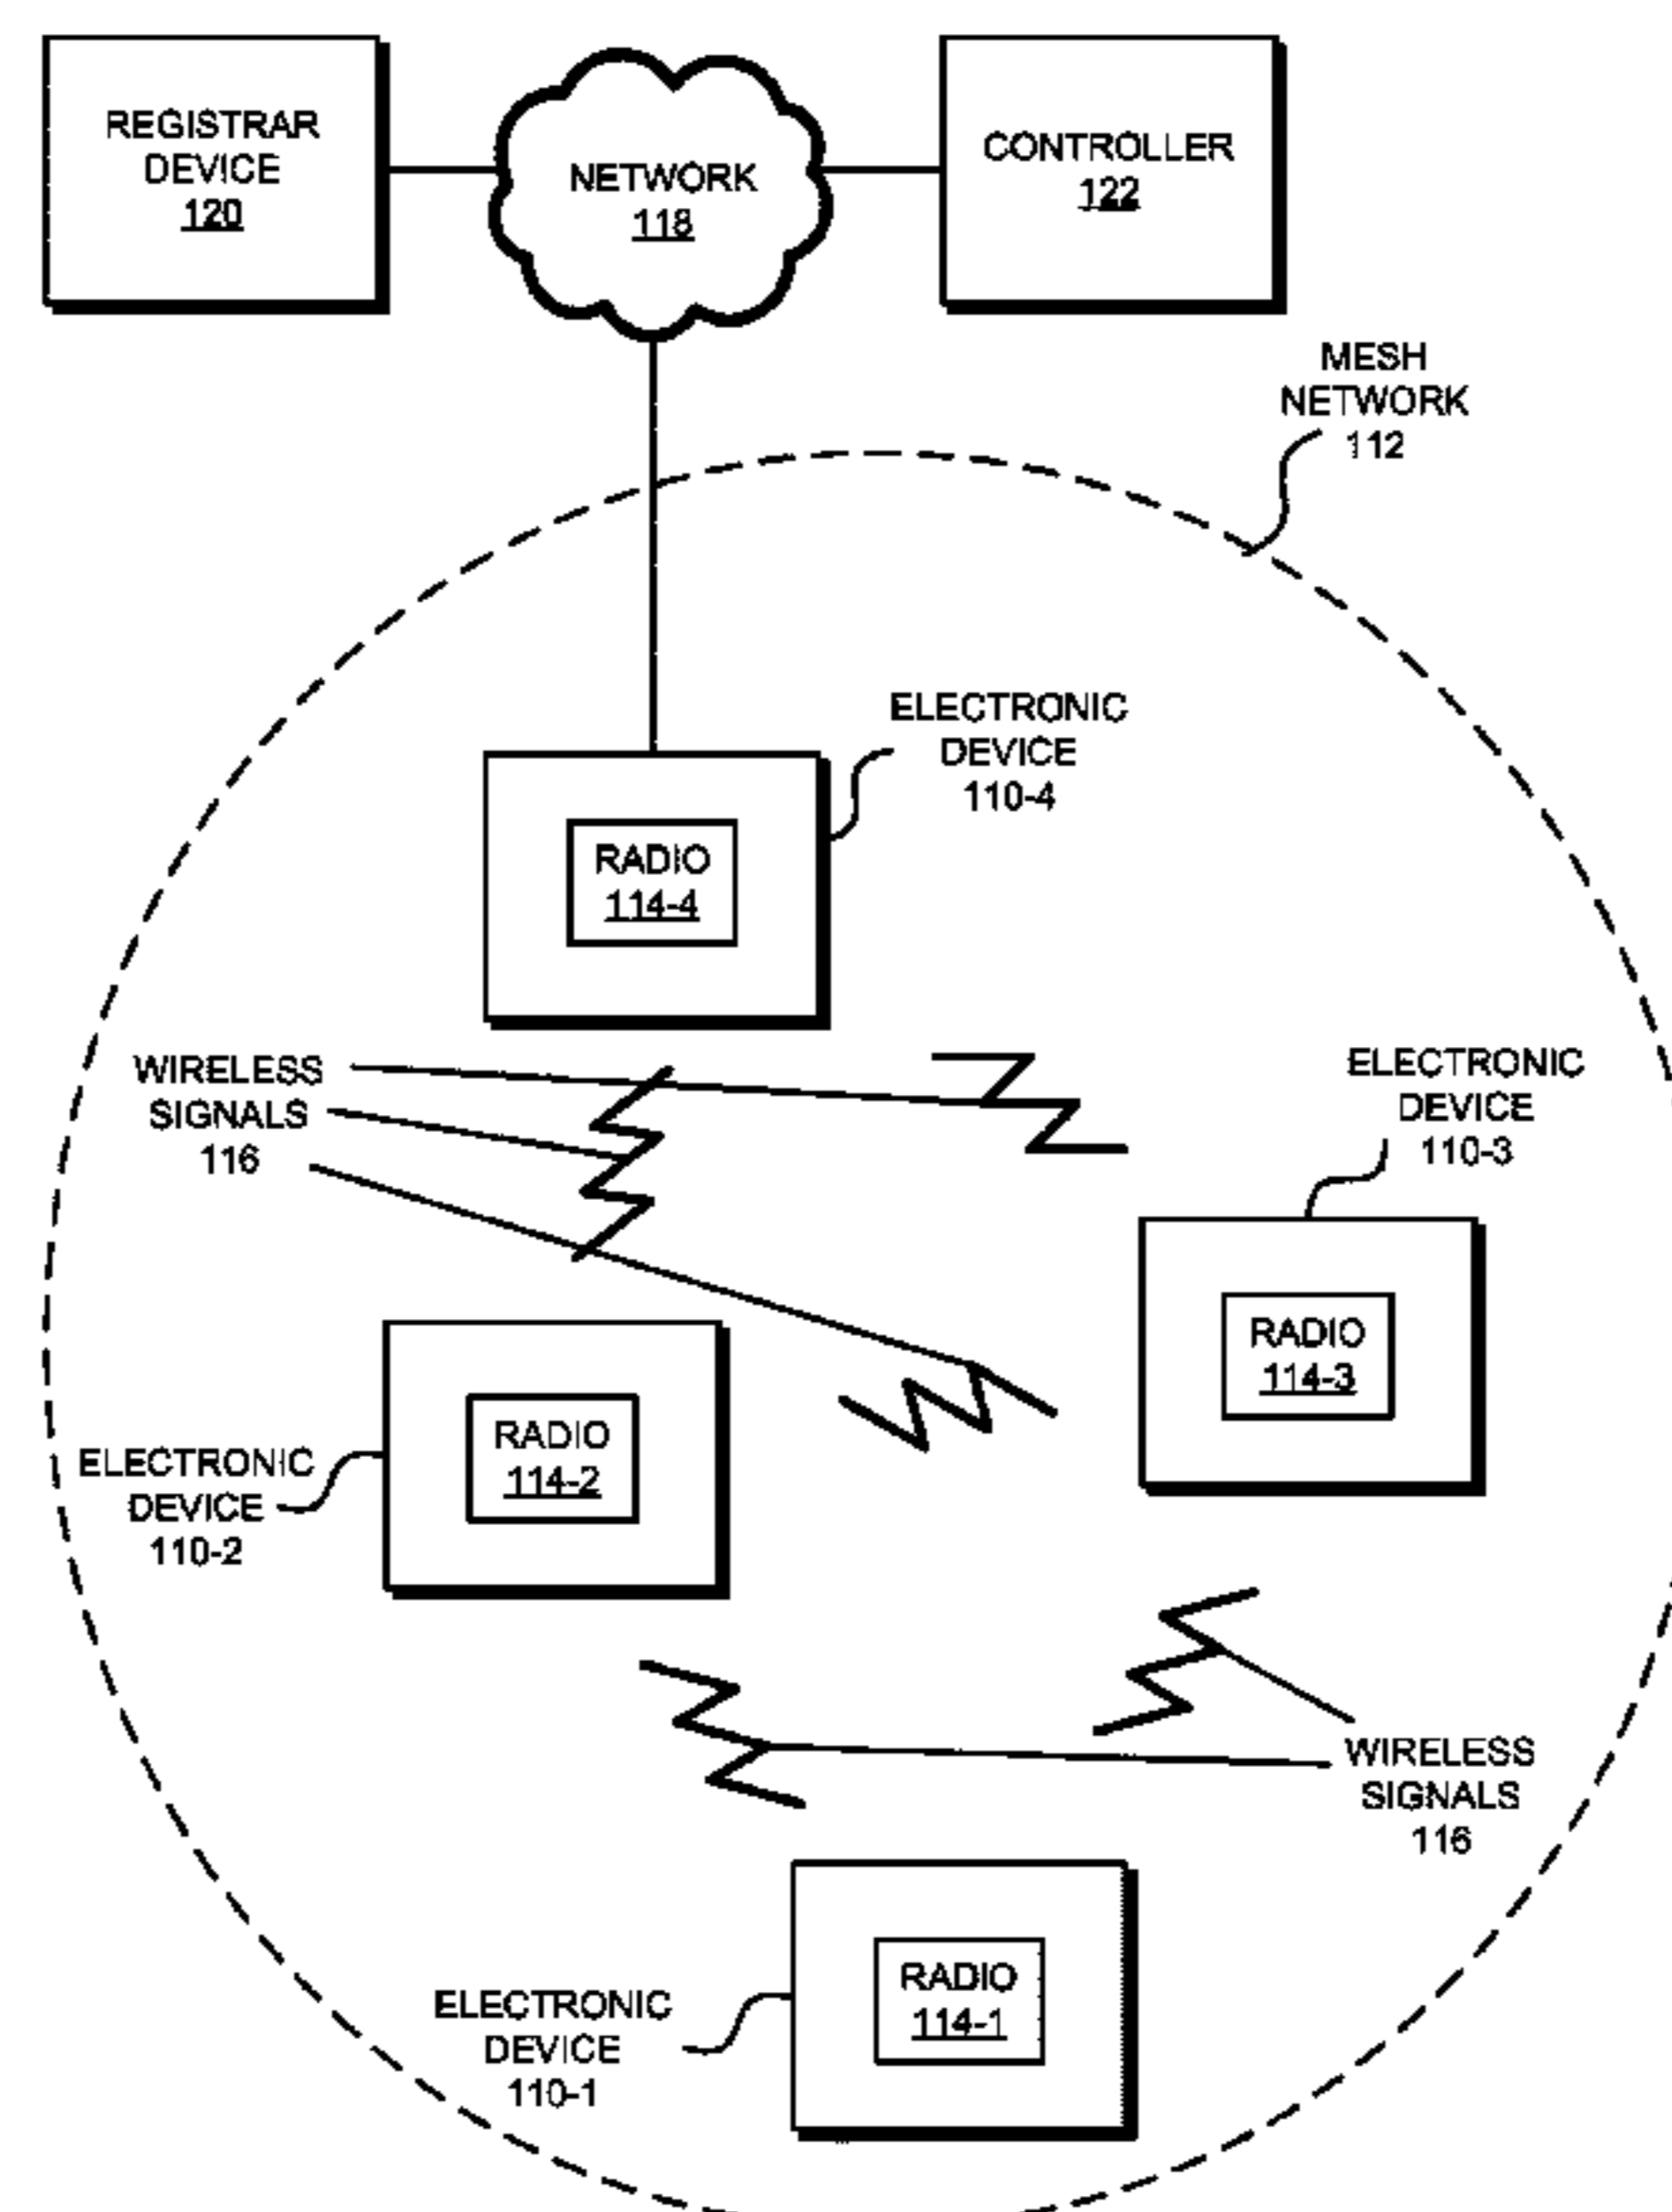 REGISTRAR
DEVICE
120
NETWORK
118
CONTROLLER
122
MESH
NETWORK
112
ELECTRONIC
DEVICE
110-4
RADIO
114-4
WIRELESS
SIGNALS
116
ELECTRONIC
DEVICE
110-3
RADIO
114-3
RADIO
114-2
ELECTRONIC
DEVICE
110-2
WIRELESS
SIGNALS
116
RADIO
114-1
ELECTRONIC
DEVICE
110-1